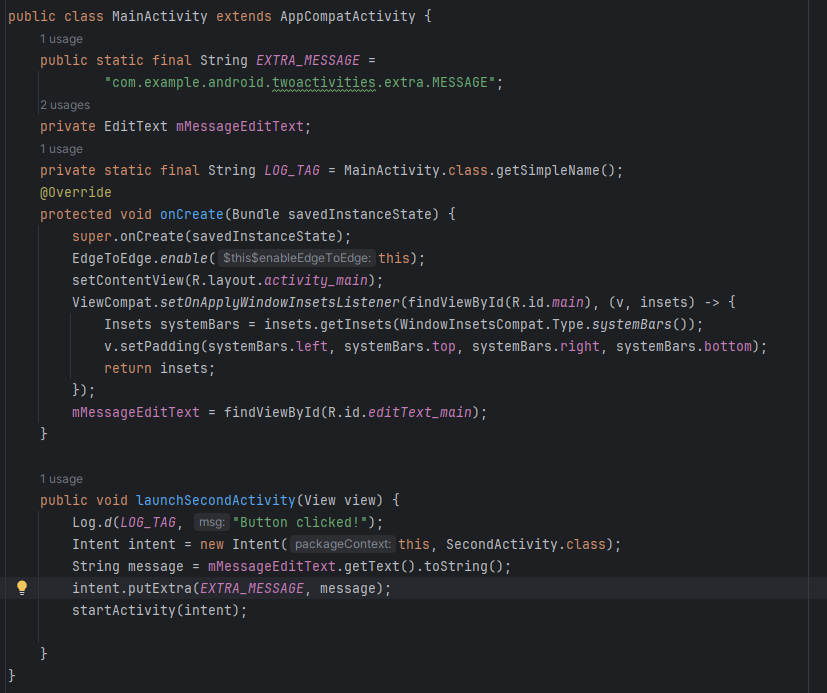 public class MainActivity extends AppCompatActivity {
1 usage
public static final String EXTRA_MESSAGE =
"com.example.android.twoactivities.extra.MESSAGE";
2 usages
private EditText mMessageEditText;
1 usage
private static final String LOG_TAG = MainActivity.class.getSimpleName();
@Override
protected void onCreate(Bundle savedInstanceState) {
super.onCreate(savedInstanceState);
EdgeToEdge.enable( $this$enableEdgeToEdge: this);
setContentView(R.layout.activity_main);
ViewCompat.setOnApplyWindowInsetsListener(findViewById(R.id.main), (v, insets) -> {
Insets systemBars = insets.getInsets(WindowInsetsCompat.Type.systemBars());
v.setPadding(systemBars.left, systemBars.top, systemBars.right, systemBars.bottom);
return insets;
});
mMessageEditText = findViewById(R.id.editText_main);
}
1 usage
public void launchSecondActivity(View view) {
Log.d(LOG_TAG, msg: "Button clicked!");
Intent intent = new Intent( packageContext: this, SecondActivity.class);
String message = mMessageEditText.getText().toString();
intent.putExtra(EXTRA_MESSAGE, message);
startActivity(intent);
}
}